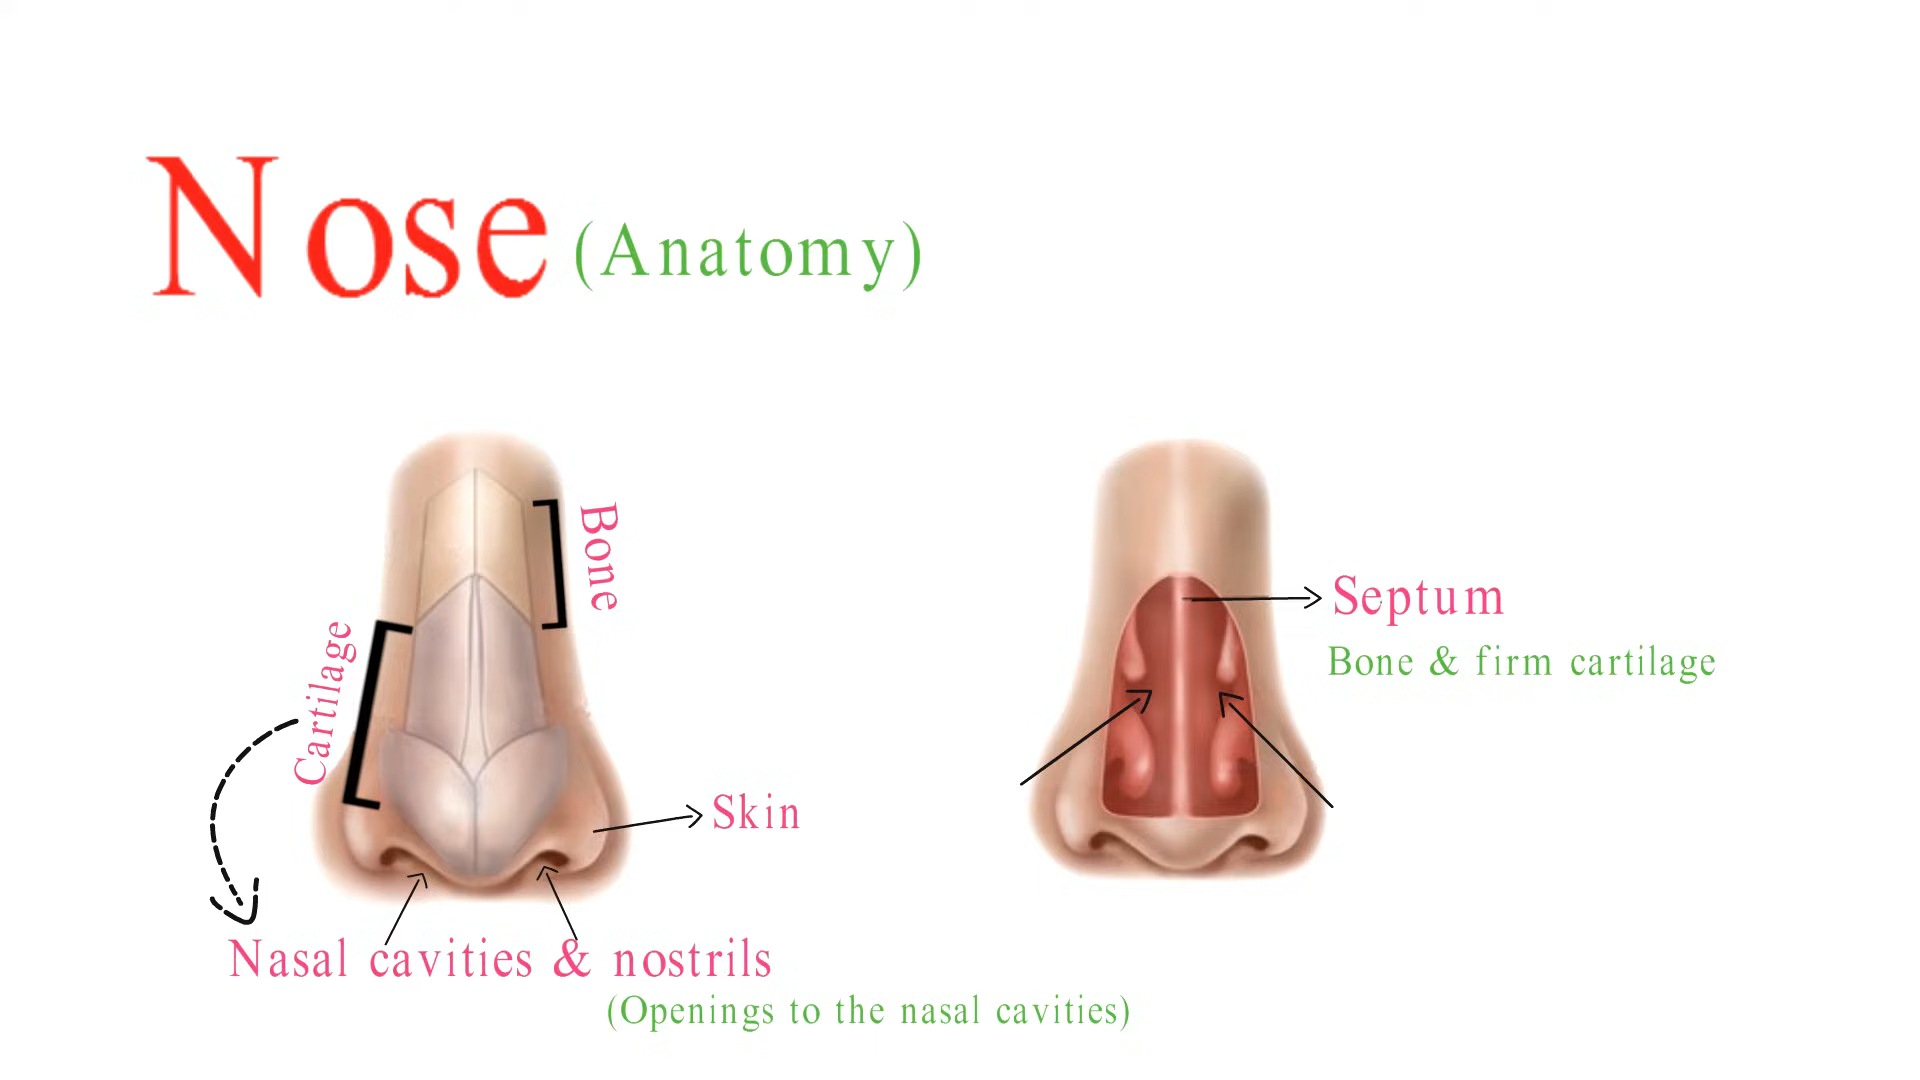 Nose (Anatomy)
Bone
Cartilage
Skin
Nasal cavities & nostrils
(Openings to the nasal cavities)
Septum
Bone & firm cartilage